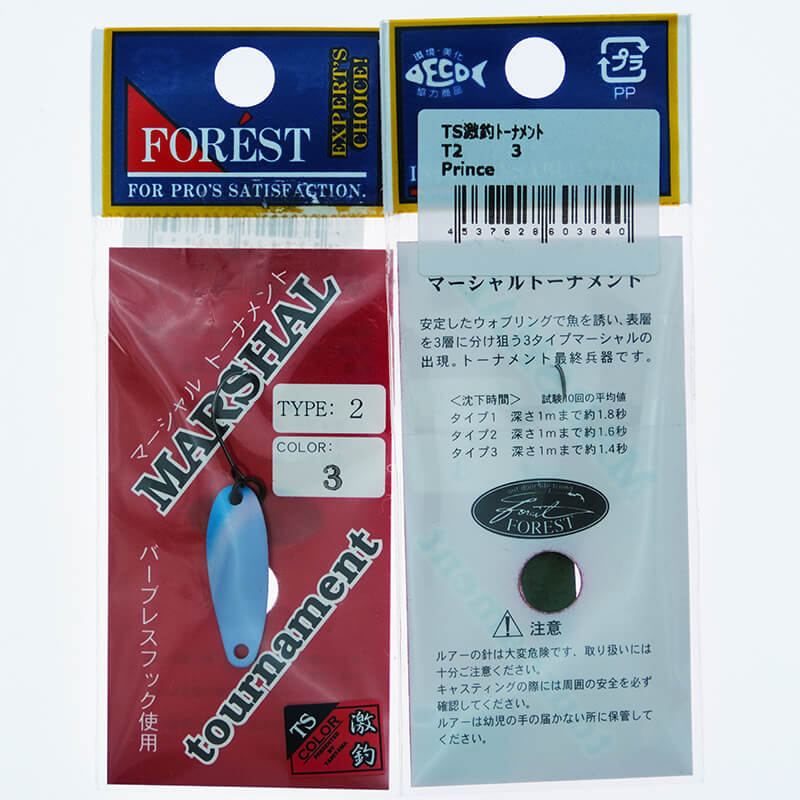 FORÉST
FOR PRO'S SATISFACTION.
EXPERT'S
CHOICE!
マーシャル トーナメント
MARSHAL
TYPE: 2
COLOR:
3
バーブレスフック使用
tournament
TS
COLOR
PRESENTED
BY
激釣
環境・美化
ECO
協力商品
プラ
PP
TS激釣トーナメント
T2 3
Prince
4537628603840
マーシャルトーナメント
安定したウォブリングで魚を誘い、表層
を3層に分け狙う3タイプマーシャルの
出現。トーナメント最終兵器です。
＜沈下時間＞ 試験10回の平均値
タイプ1 深さ1mまで約1.8秒
タイプ2 深さ1mまで約1.6秒
タイプ3 深さ1mまで約1.4秒
FOREST
注意
ルアーの針は大変危険です、取り扱いには
十分ご注意ください。
キャスティングの際には周囲の安全を必ず
確認してください。
ルアーは幼児の手の届かない所に保管して
ください。